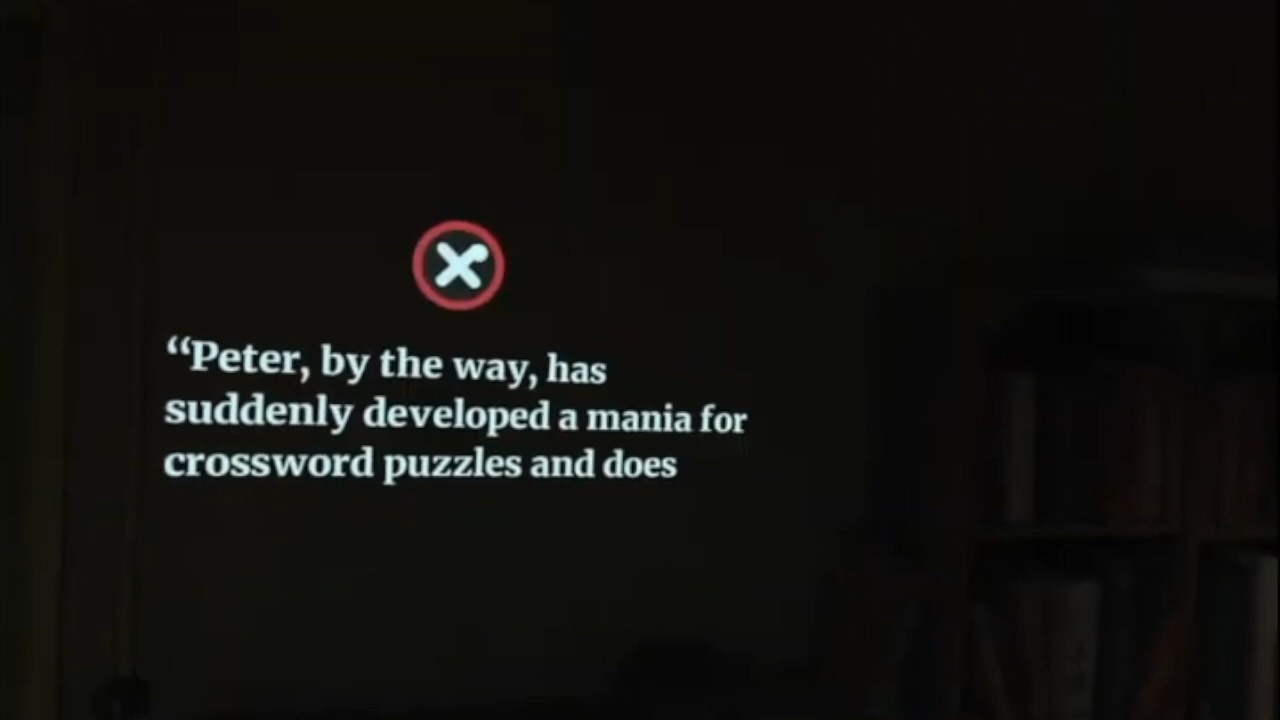 “Peter, by the way, has
suddenly developed a mania for
crossword puzzles and does